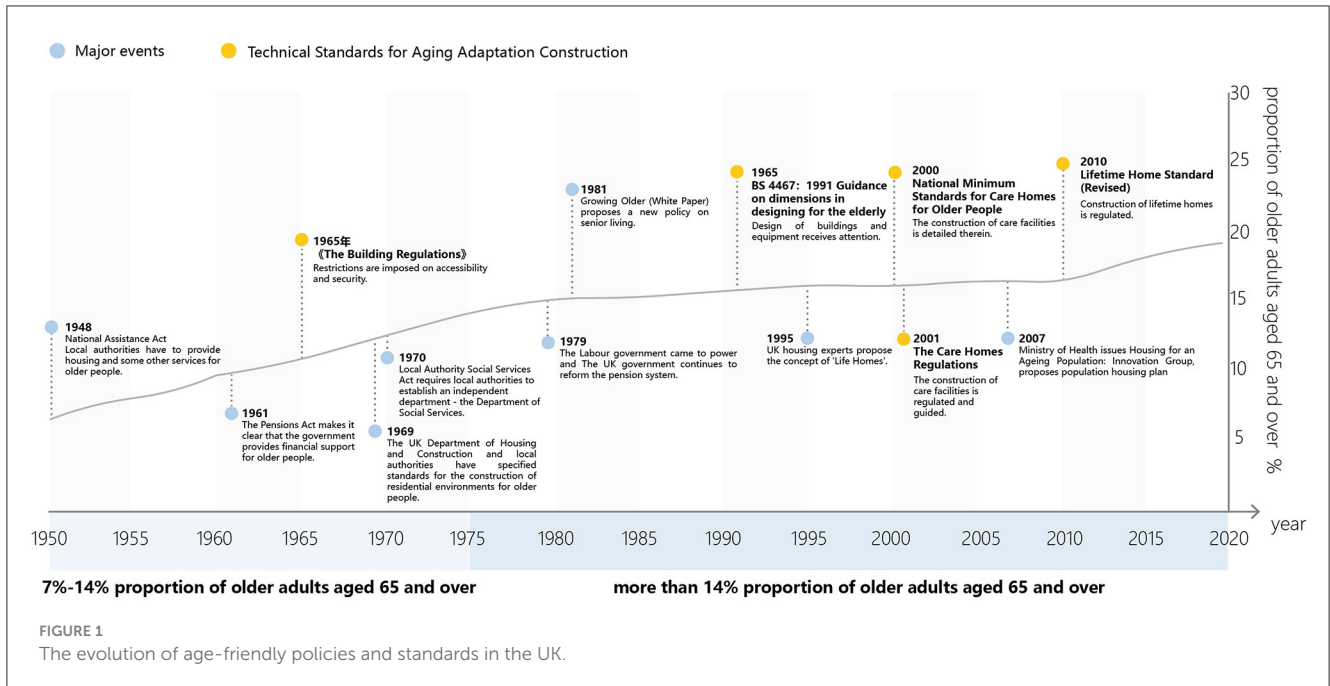 Major events
Technical Standards for Aging Adaptation Construction
1948
National Assistance Act
Local authorities have to provide
housing and some other services for
older people.
1961
The Pensions Act makes it
clear that the government
provides financial support
for older people.
1965年
《The Building Regulations》
Restrictions are imposed on accessibility
and security.
1970
Local Authority Social Services
Act requires local authorities to
establish an independent
department - the Department of
Social Services.
1969
The UK Department of Housing
and Construction and local
authorities have specified
standards for the construction of
residential environments for older
people.
1981
Growing Older (White Paper)
proposes a new policy on
senior living.
1979
The Labour government came to power
and The UK government continues to
reform the pension system.
1965
BS 4467: 1991 Guidance
on dimensions in
designing for the elderly
Design of buildings and
equipment receives attention.
1995
UK housing experts propose
the concept of 'Life Homes'.
2000
National Minimum
Standards for Care Homes
for Older People
The construction of care facilities
is detailed therein.
2001
The Care Homes
Regulations
The construction of
care facilities is
regulated and
guided.
2010
Lifetime Home Standard
(Revised)
Construction of lifetime homes
is regulated.
2007
Ministry of Health issues Housing for an
Ageing Population: Innovation Group,
proposes population housing plan
30
25
20
15
10
5
proportion of older adults aged 65 and over %
1950 1955 1960 1965 1970 1975 1980 1985 1990 1995 2000 2005 2010 2015 2020
year
7%-14% proportion of older adults aged 65 and over
more than 14% proportion of older adults aged 65 and over
FIGURE 1
The evolution of age-friendly policies and standards in the UK.